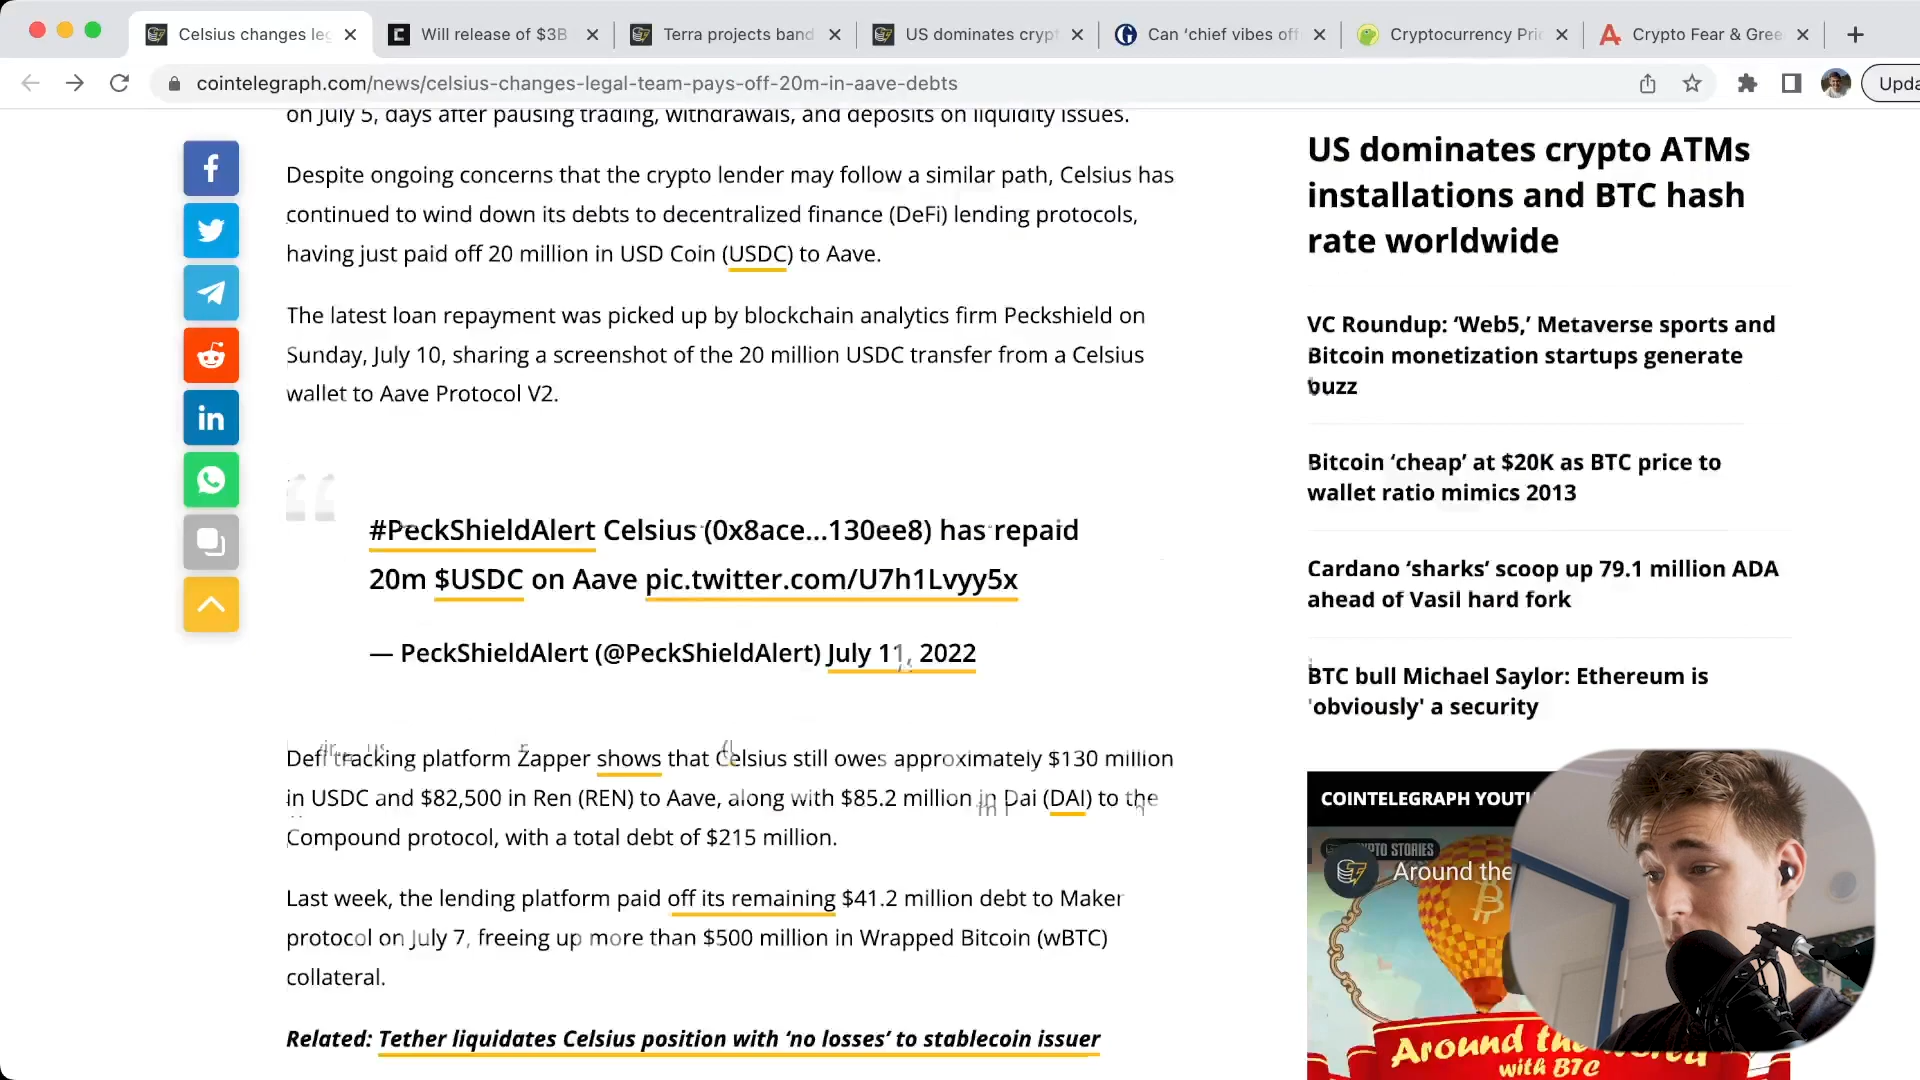 Celsius changes leg
Will release of $3B
Terra projects band
US dominates crypt
Can ‘chief vibes off
Cryptocurrency Pric
Crypto Fear & Gree
cointelegraph.com/news/celsius-changes-legal-team-pays-off-20m-in-aave-debts
Upda
on July 5, days after pausing trading, withdrawals, and deposits on liquidity issues.
Despite ongoing concerns that the crypto lender may follow a similar path, Celsius has
continued to wind down its debts to decentralized finance (DeFi) lending protocols,
having just paid off 20 million in USD Coin (USDC) to Aave.
The latest loan repayment was picked up by blockchain analytics firm Peckshield on
Sunday, July 10, sharing a screenshot of the 20 million USDC transfer from a Celsius
wallet to Aave Protocol V2.
#PeckShieldAlert Celsius (0x8ace...130ee8) has repaid
20m $USDC on Aave pic.twitter.com/U7h1Lvyy5x
— PeckShieldAlert (@PeckShieldAlert) July 11, 2022
Defi tracking platform Zapper shows that Celsius still owes approximately $130 million
in USDC and $82,500 in Ren (REN) to Aave, along with $85.2 million in Dai (DAI) to the
Compound protocol, with a total debt of $215 million.
Last week, the lending platform paid off its remaining $41.2 million debt to Maker
protocol on July 7, freeing up more than $500 million in Wrapped Bitcoin (wBTC)
collateral.
Related: Tether liquidates Celsius position with ‘no losses’ to stablecoin issuer
US dominates crypto ATMs
installations and BTC hash
rate worldwide
VC Roundup: ‘Web5,’ Metaverse sports and
Bitcoin monetization startups generate
buzz
Bitcoin ‘cheap’ at $20K as BTC price to
wallet ratio mimics 2013
Cardano ‘sharks’ scoop up 79.1 million ADA
ahead of Vasil hard fork
BTC bull Michael Saylor: Ethereum is
'obviously' a security
COINTELEGRAPH YOUTU
CRYPTO STORIES
Around the
Around the World
with BTC